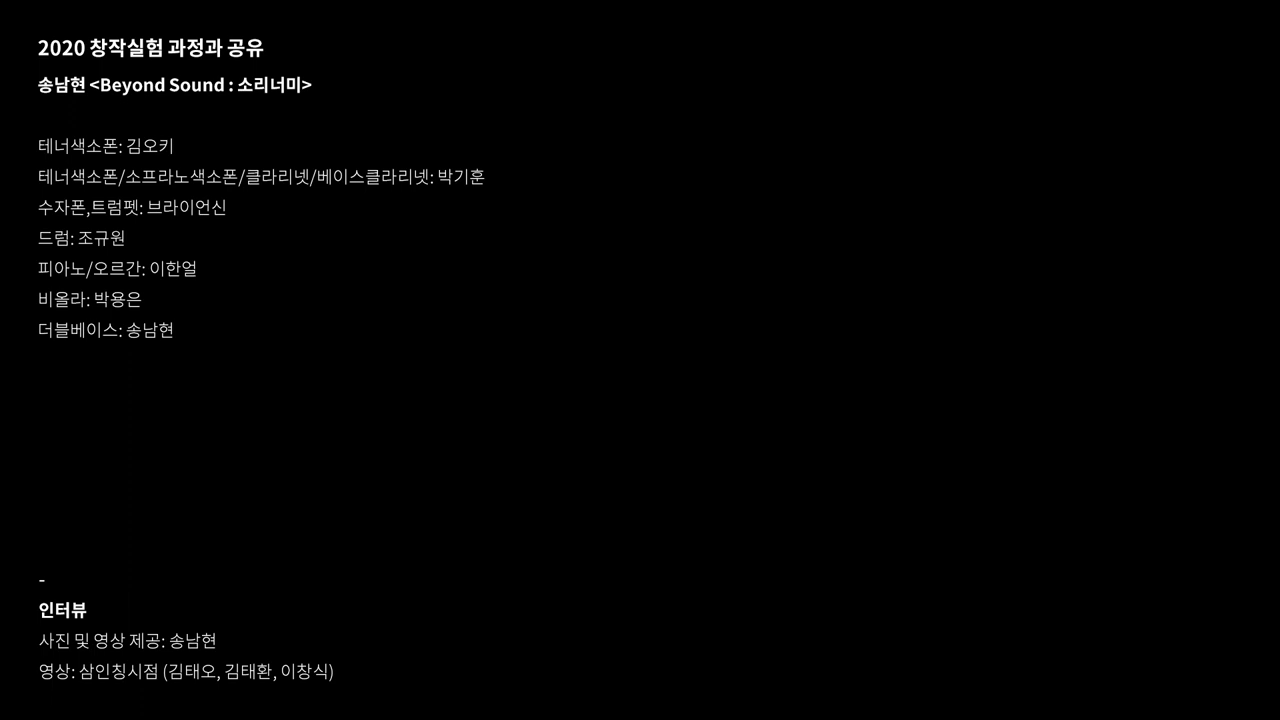 2020 창작실험 과정과 공유
송남현 <Beyond Sound : 소리너미>
테너색소폰: 김오키
테너색소폰/소프라노색소폰/클라리넷/베이스클라리넷: 박기훈
수자폰,트럼펫: 브라이언신
드럼: 조규원
피아노/오르간: 이한얼
비올라: 박용은
더블베이스: 송남현
-
인터뷰
사진 및 영상 제공: 송남현
영상: 삼인칭시점 (김태오, 김태환, 이창식)